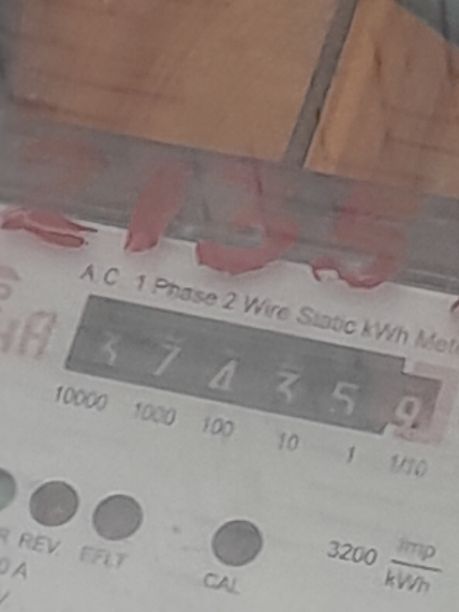 2135
A.C 1 Phase 2 Wire Static kWh
3 7 4 3 5 9
10000 1000 100 10 1 1/10
REV. EFLT
CAL
3200 imp
kWh